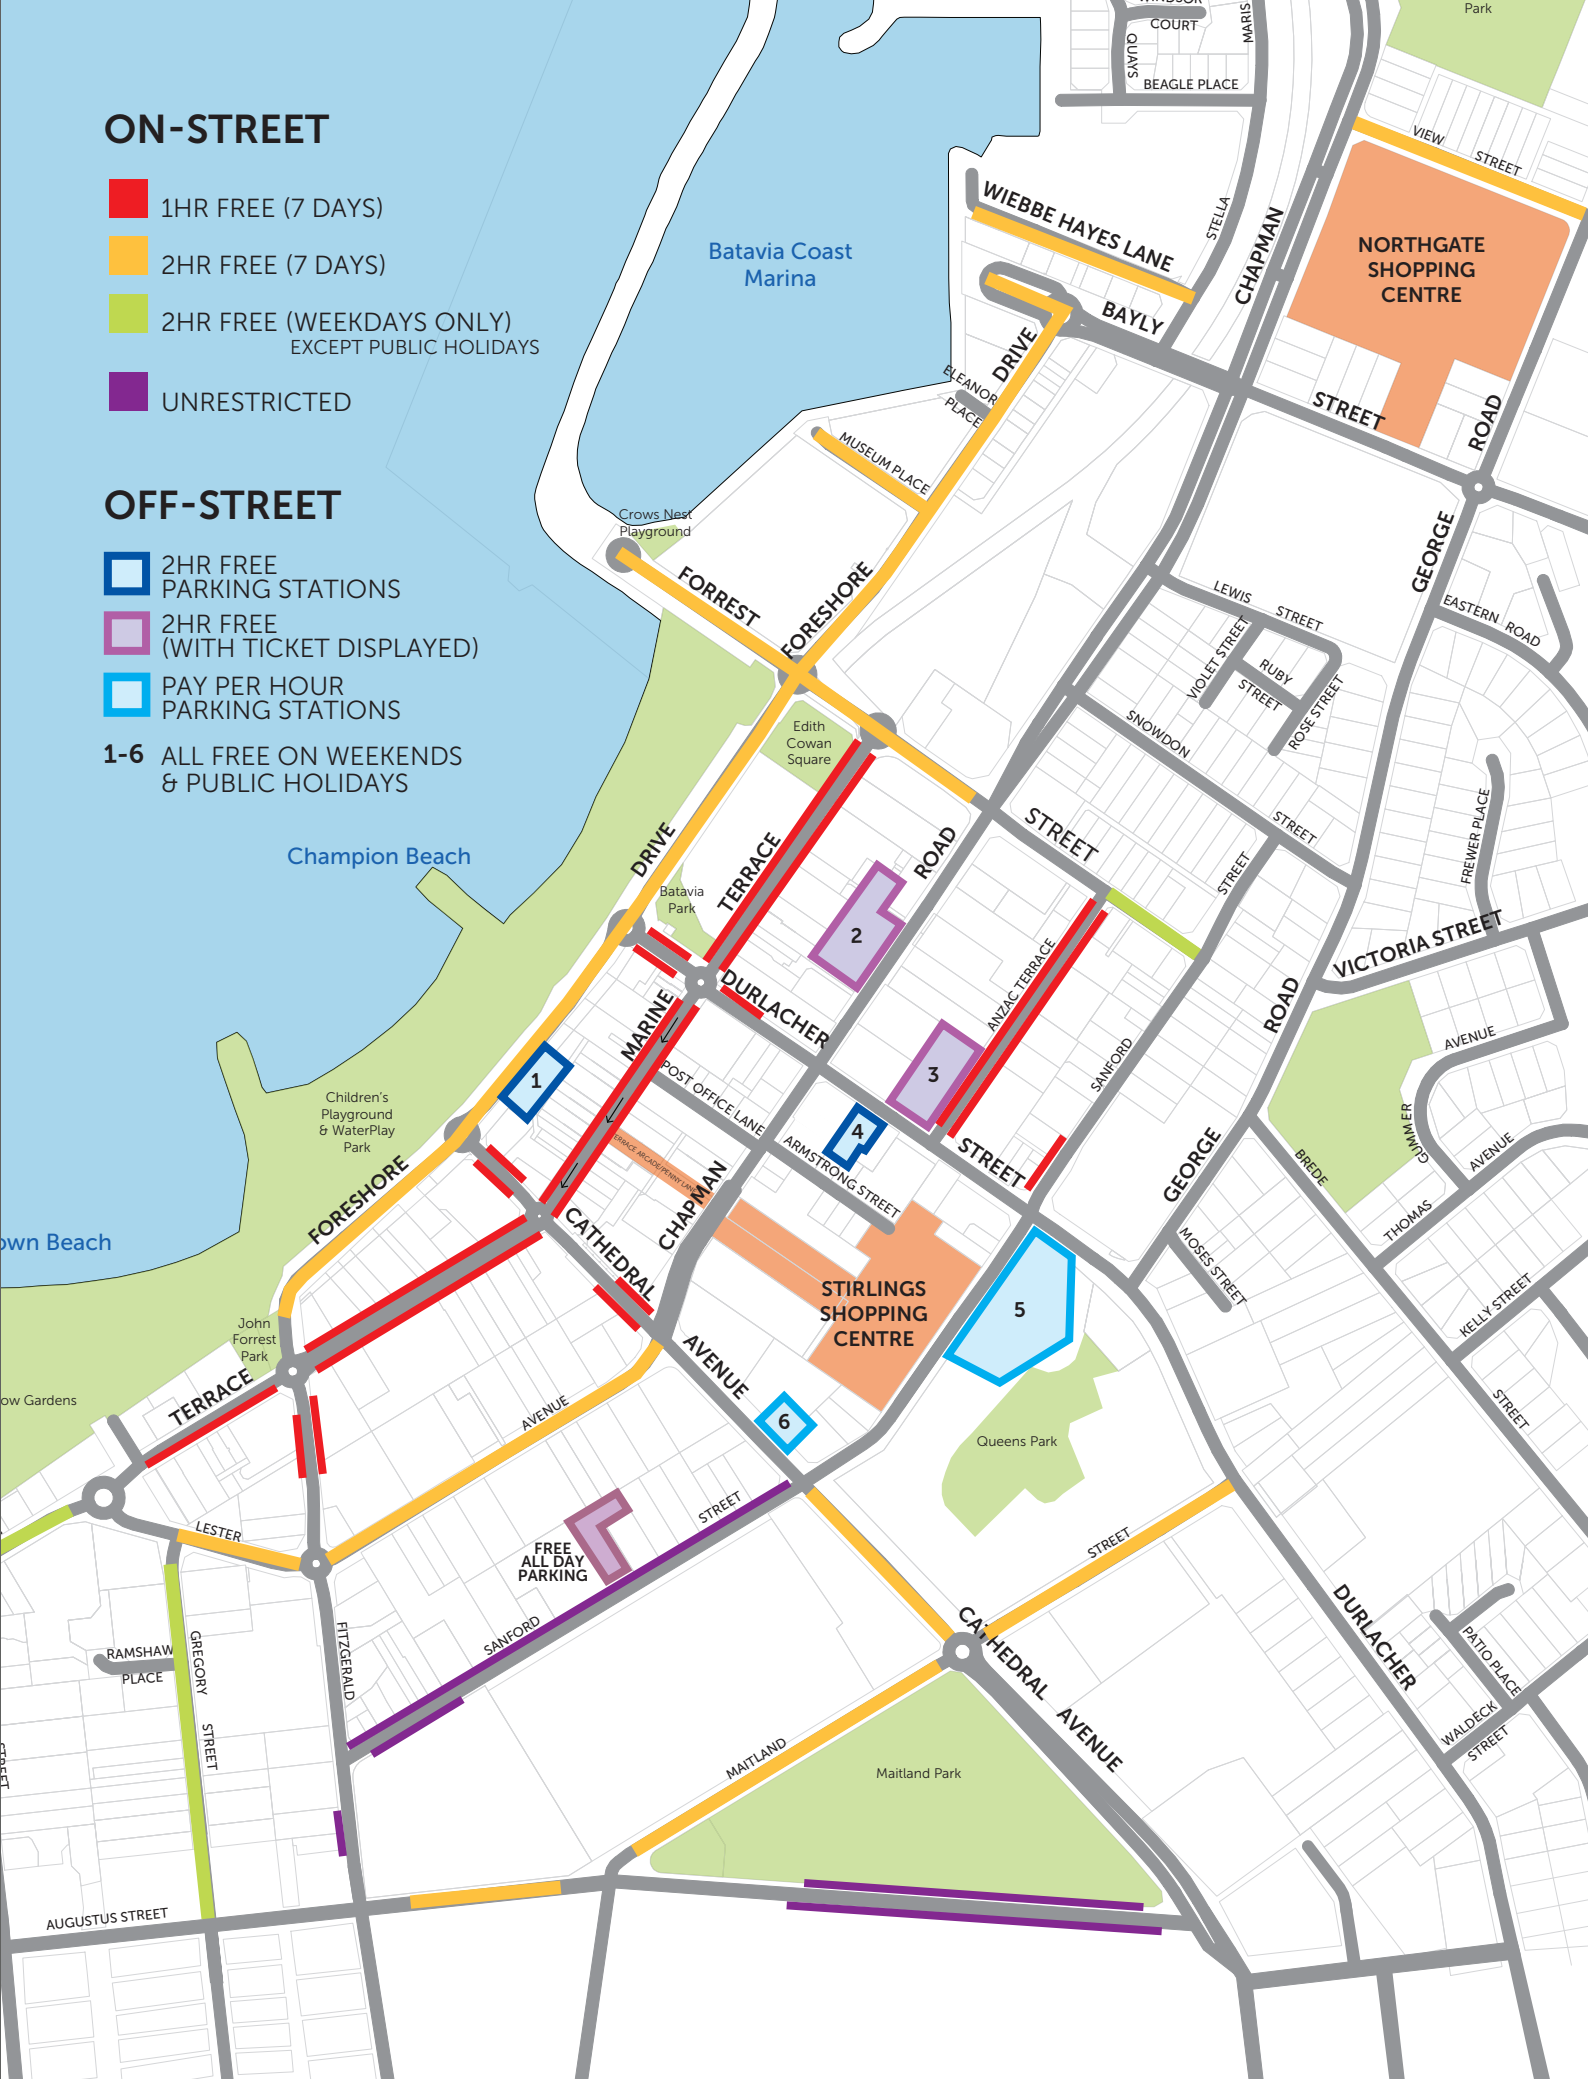 Park
COURT
MARIS
QUAYS
BEAGLE PLACE
ON-STREET
1HR FREE (7 DAYS)
2HR FREE (7 DAYS)
2HR FREE (WEEKDAYS ONLY)
EXCEPT PUBLIC HOLIDAYS
UNRESTRICTED
OFF-STREET
2HR FREE
PARKING STATIONS
2HR FREE
(WITH TICKET DISPLAYED)
PAY PER HOUR
PARKING STATIONS
1-6 ALL FREE ON WEEKENDS
& PUBLIC HOLIDAYS
Batavia Coast
Marina
VIEW STREET
WIEBBE HAYES LANE
STELLA
CHAPMAN
NORTHGATE
SHOPPING
CENTRE
BAYLY
STREET
DRIVE
ELEANOR
PLACE
MUSEUM PLACE
ROAD
GEORGE
Crows Nest
Playground
FORREST
FORESHORE
LEWIS STREET
VIOLET STREET
RUBY
STREET
ROSE STREET
EASTERN ROAD
SNOWDON
STREET
Edith
Cowan
Square
FREWER PLACE
STREET
ROAD
TERRACE
DRIVE
Champion Beach
Batavia
Park
STREET
2
VICTORIA STREET
ANZAC TERRACE
ROAD
DURLACHER
MARINE
AVENUE
SANFORD
3
1
POST OFFICE LANE
4
ARMSTRONG STREET
STREET
GUMMER
AVENUE
Children's
Playground
& WaterPlay
Park
BREDE
GEORGE
THOMAS
FORESHORE
CHAPMAN
CATHEDRAL
MOSES STREET
own Beach
STIRLINGS
SHOPPING
CENTRE
5
KELLY STREET
John
Forrest
Park
AVENUE
TERRACE
ow Gardens
AVENUE
6
Queens Park
STREET
STREET
LESTER
FREE
ALL DAY
PARKING
STREET
SANFORD
FITZGERALD
GREGORY
STREET
RAMSHAW
PLACE
CATHEDRAL AVENUE
DURLACHER
PATIO PLACE
WALDECK
STREET
MAITLAND
Maitland Park
AUGUSTUS STREET